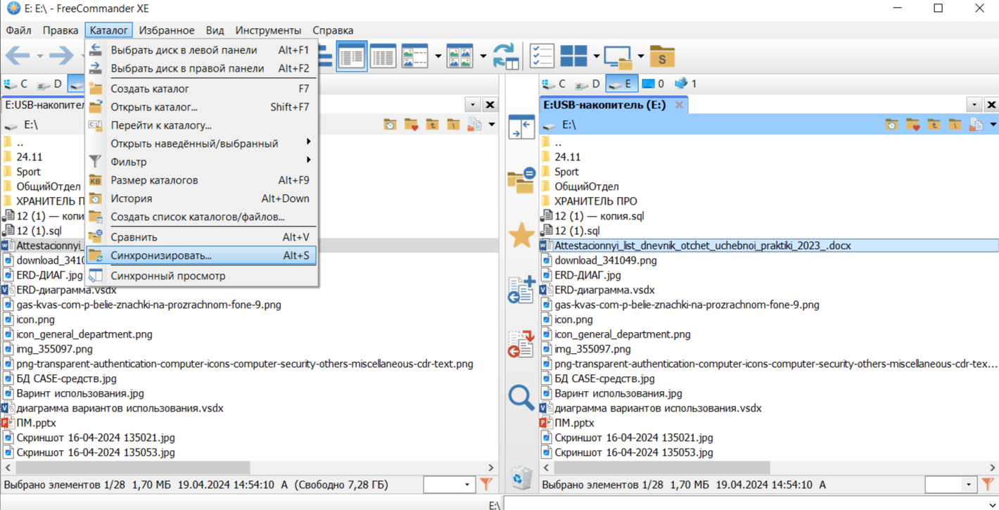 E: E:\ - FreeCommander XE
Файл Правка Каталог Избранное Вид Инструменты Справка
Выбрать диск в левой панели Alt+F1
Выбрать диск в правой панели Alt+F2
Создать каталог F7
Открыть каталог... Shift+F7
Перейти к каталогу...
Открыть наведённый/выбранный
Фильтр
Размер каталогов Alt+F9
История Alt+Down
Создать список каталогов/файлов...
Сравнить Alt+V
Синхронизировать... Alt+S
Синхронный просмотр
S
C D
E:USB-накопител
E:\
..
24.11
Sport
ОбщийОтдел
ХРАНИТЕЛЬ П
12 (1) — копи
12 (1).sql
Attestacionnyi_
download_34104
ERD-ДИАГ.jpg
ERD-диаграмма.vsdx
gas-kvas-com-p-belie-znachki-na-prozrachnom-fone-9.png
icon.png
icon_general_department.png
img_355097.png
png-transparent-authentication-computer-icons-computer-security-others-miscellaneous-cdr-text.png
БД CASE-средств.jpg
Варинт использования.jpg
диаграмма вариантов использования.vsdx
ПМ.pptx
Скриншот 16-04-2024 135021.jpg
Скриншот 16-04-2024 135053.jpg
Выбрано элементов 1/28 1,70 МБ 19.04.2024 14:54:10 A (Свободно 7,28 ГБ)
C D E 0 1
E:USB-накопитель (E:)
E:\
..
24.11
Sport
ОбщийОтдел
ХРАНИТЕЛЬ ПРО
12 (1) — копия.sql
12 (1).sql
Attestacionnyi_list_dnevnik_otchet_uchebnoi_praktiki_2023_.docx
download_341049.png
ERD-ДИАГ.jpg
ERD-диаграмма.vsdx
gas-kvas-com-p-belie-znachki-na-prozrachnom-fone-9.png
icon.png
icon_general_department.png
img_355097.png
png-transparent-authentication-computer-icons-computer-security-others-miscellaneous-cdr-tex...
БД CASE-средств.jpg
Варинт использования.jpg
диаграмма вариантов использования.vsdx
ПМ.pptx
Скриншот 16-04-2024 135021.jpg
Скриншот 16-04-2024 135053.jpg
Выбрано элементов 1/28 1,70 МБ 19.04.2024 14:54:10 A
E:\